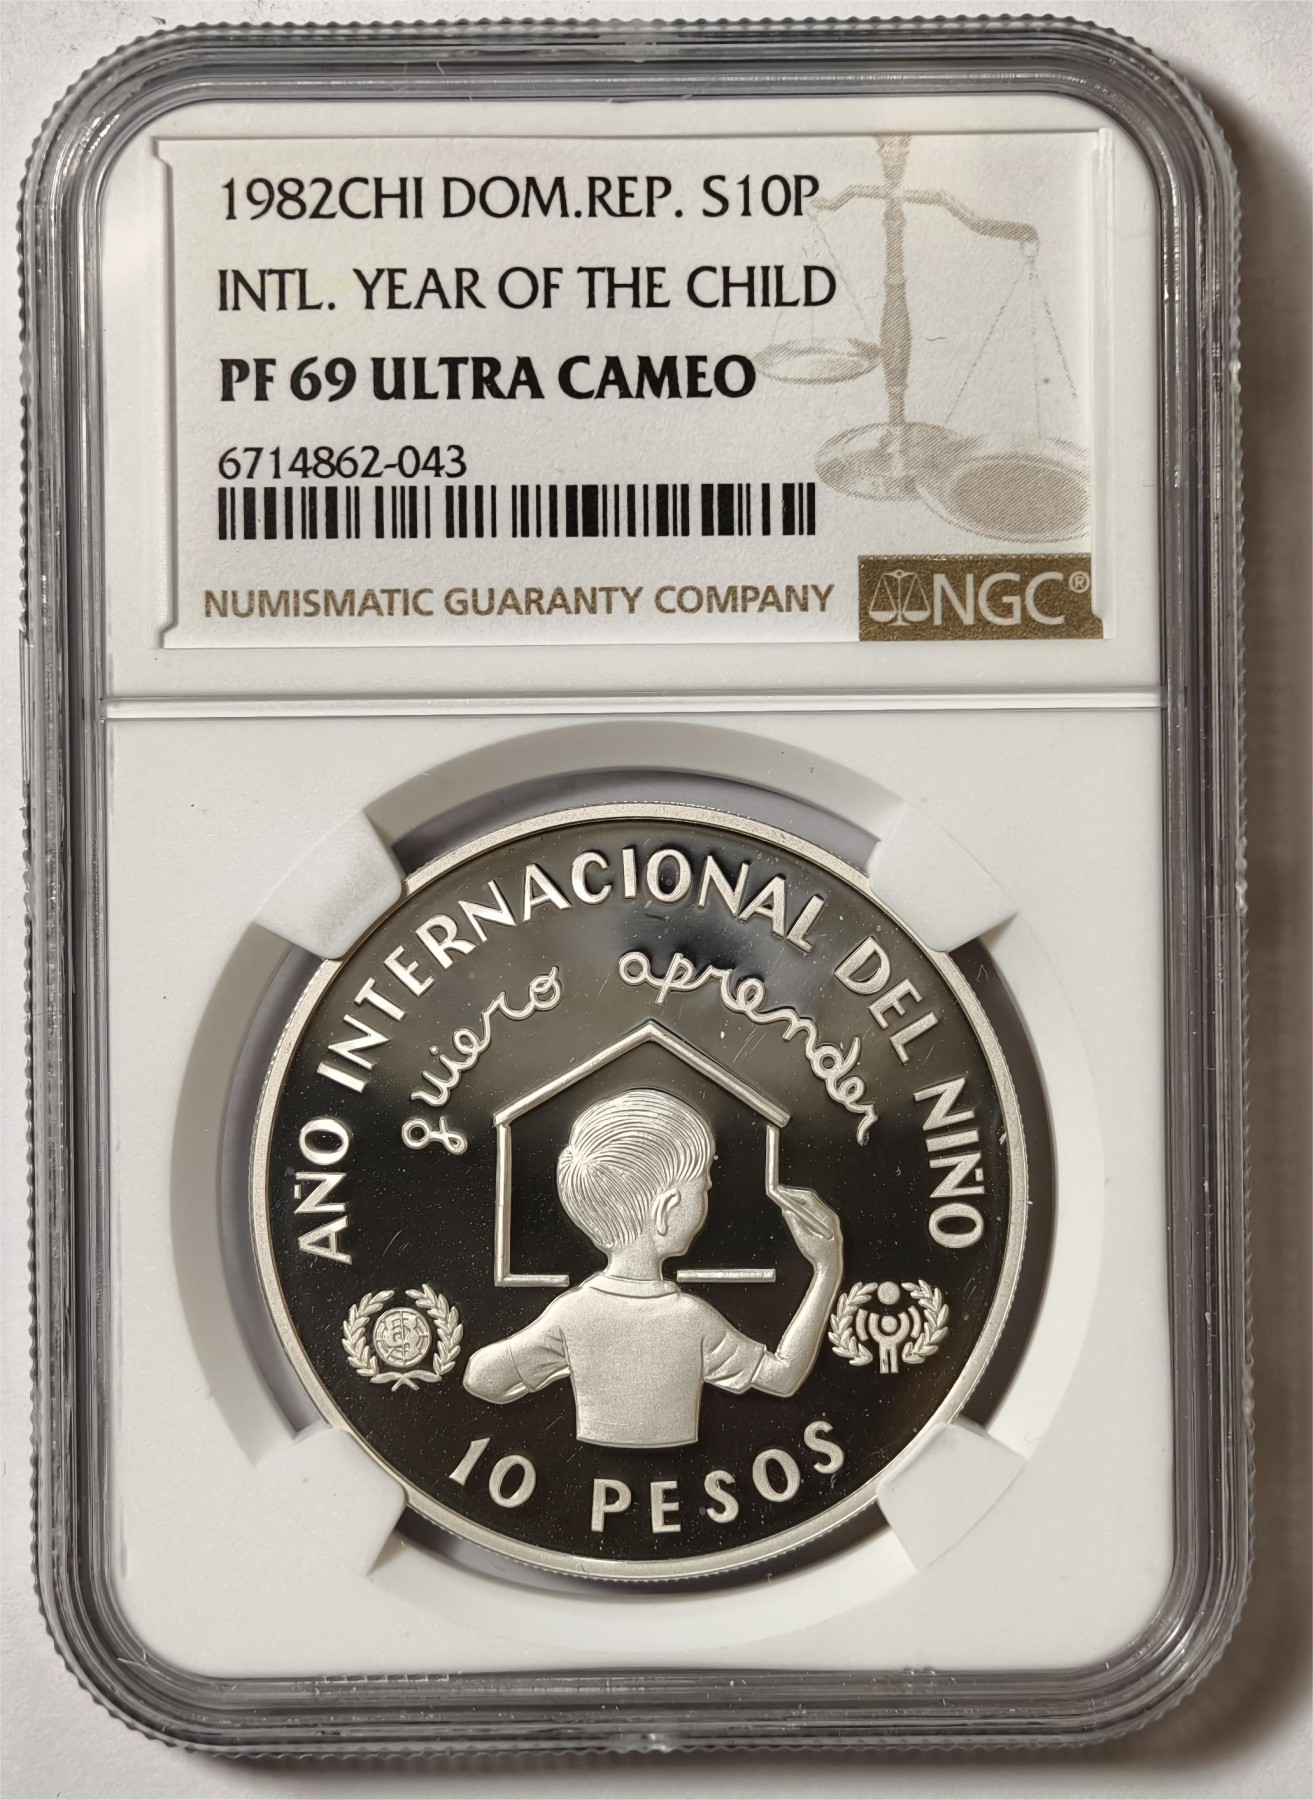 1982CHI DOM.REP. S10P
INTL. YEAR OF THE CHILD
PF 69 ULTRA CAMEO
6714862-043
NUMISMATIC GUARANTY COMPANY
NGC®
AÑO INTERNACIONAL DEL NIÑO
quiero aprender
10 PESOS